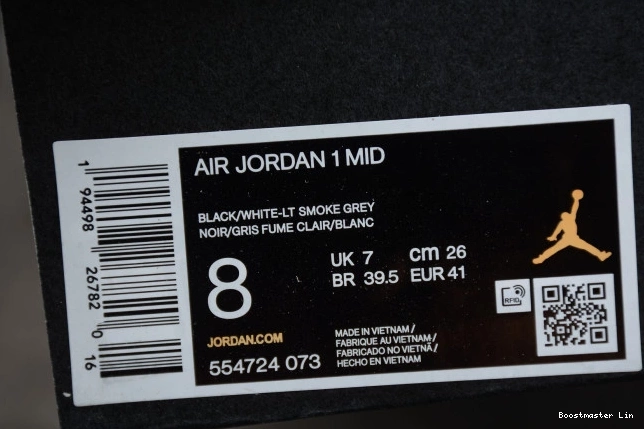 AIR JORDAN 1 MID
BLACK/WHITE-LT SMOKE GREY
NOIR/GRIS FUME CLAIR/BLANC
8
UK 7 cm 26
BR 39.5 EUR 41
RFID
JORDAN.COM
554724 073
MADE IN VIETNAM /
FABRIQUE AU VIETNAM/
FABRICADO NO VIETNÃ /
HECHO EN VIETNAM
1 94498 26782 0 16
Boostmaster Lin